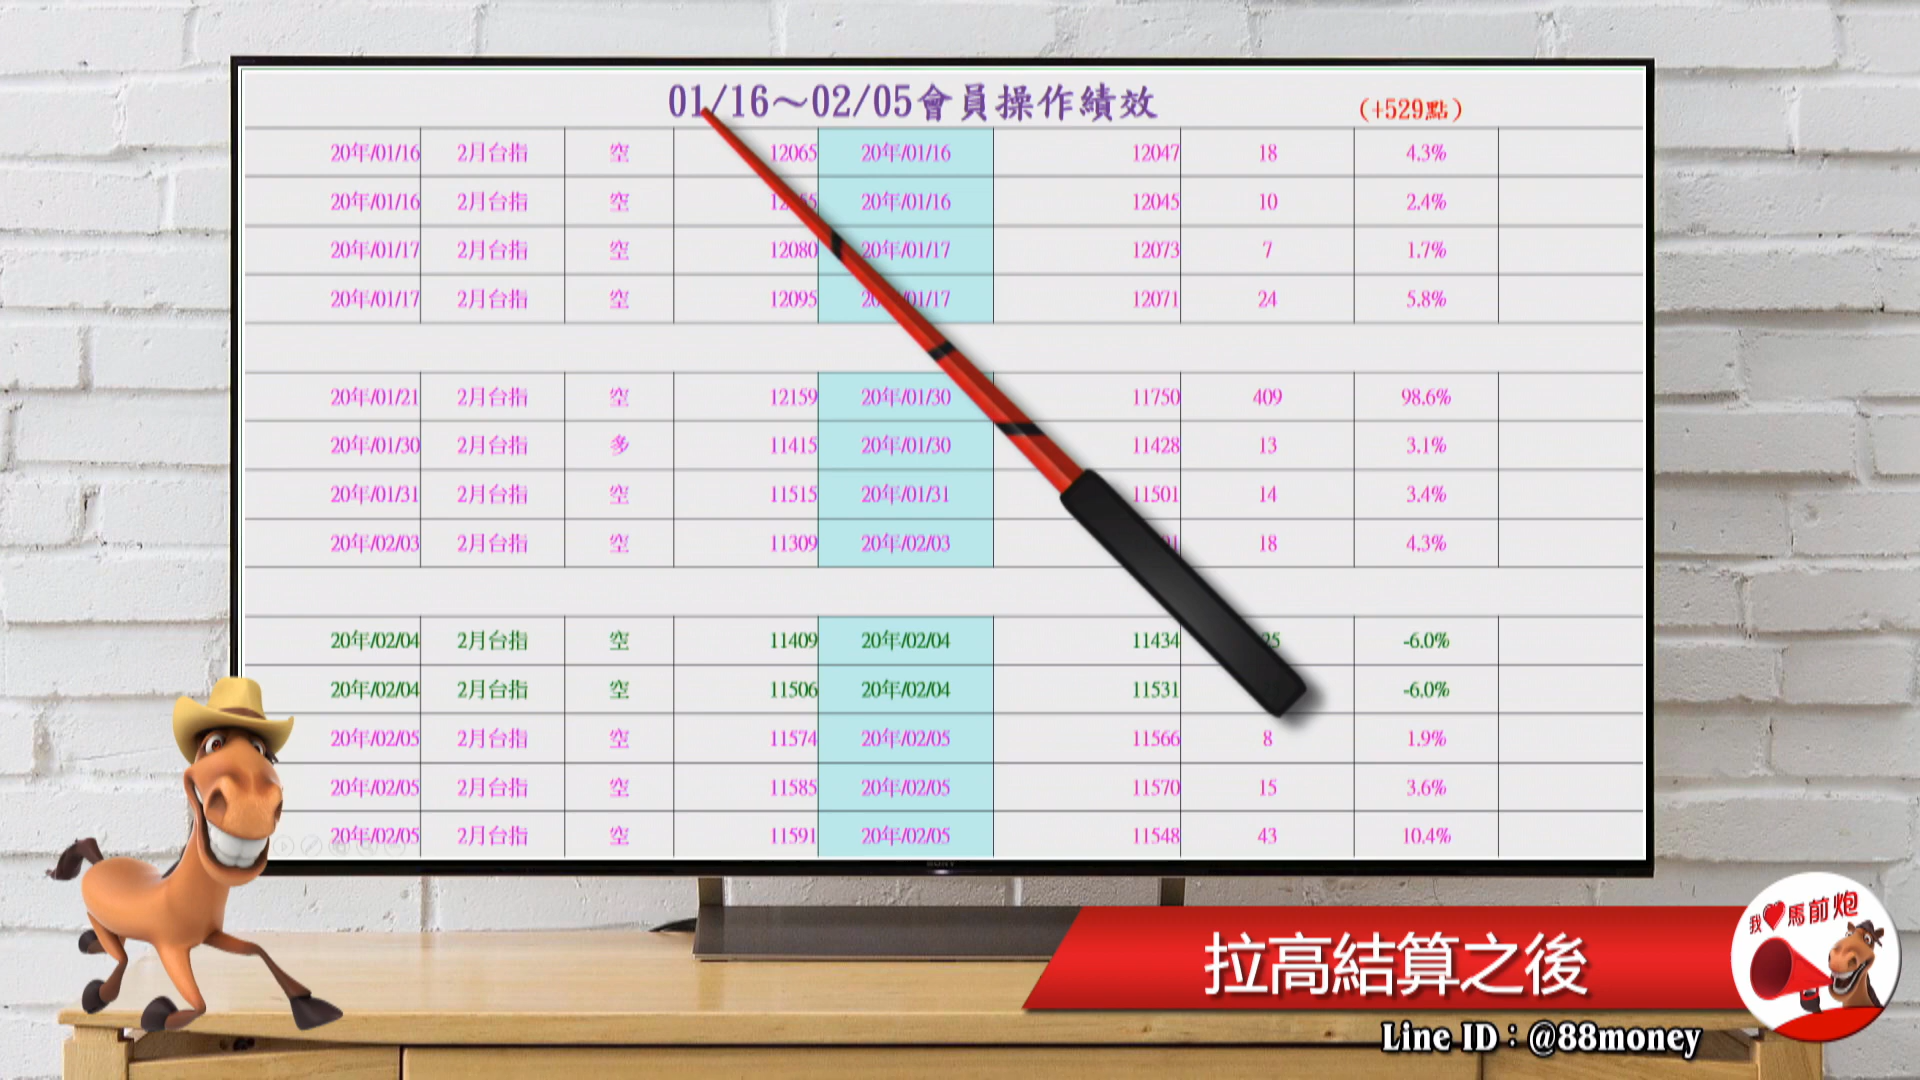 01/16～02/05會員操作績效 (+529點)
20年/01/16 2月台指 空 12065 20年/01/16 12047 18 4.3%
20年/01/16 2月台指 空 20年/01/16 12045 10 2.4%
20年/01/17 2月台指 空 12080 20年/01/17 12073 7 1.7%
20年/01/17 2月台指 空 12095 12071 24 5.8%
20年/01/21 2月台指 空 12159 20年/01/30 11750 409 98.6%
20年/01/30 2月台指 多 11415 20年/01/30 11428 13 3.1%
20年/01/31 2月台指 空 11515 20年/01/31 11501 14 3.4%
20年/02/03 2月台指 空 11309 20年/02/03 18 4.3%
20年/02/04 2月台指 空 11409 20年/02/04 11434 -6.0%
20年/02/04 2月台指 空 11506 20年/02/04 11531 -6.0%
20年/02/05 2月台指 空 11574 20年/02/05 11566 8 1.9%
20年/02/05 2月台指 空 11585 20年/02/05 11570 15 3.6%
20年/02/05 2月台指 空 11591 20年/02/05 11548 43 10.4%
SONY
我❤馬前炮
拉高結算之後
Line ID：@88money